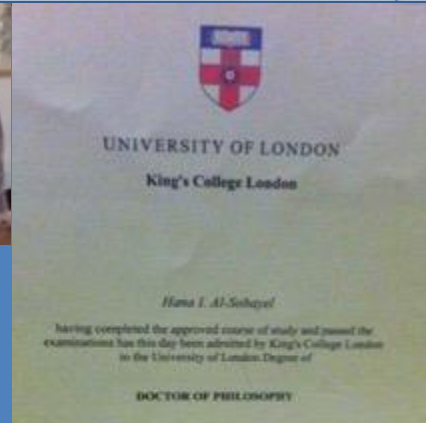 UNIVERSITY OF LONDON
King's College London
Hana I. Al-Sobayel
having completed the approved course of study and passed the
examinations has this day been admitted by King's College London
to the University of London Degree of
DOCTOR OF PHILOSOPHY